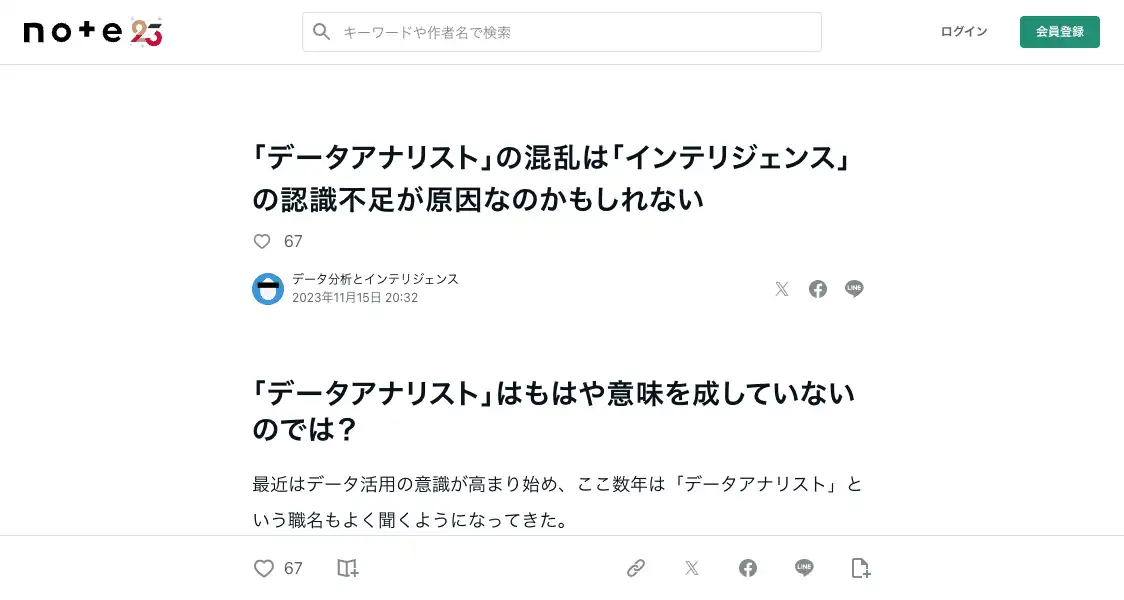 note 23
キーワードや作者名で検索
ログイン
会員登録
「データアナリスト」の混乱は「インテリジェンス」
の認識不足が原因なのかもしれない
67
データ分析とインテリジェンス
2023年11月15日 20:32
LINE
「データアナリスト」はもはや意味を成していない
のでは？
最近はデータ活用の意識が高まり始め、ここ数年は「データアナリスト」と
いう職名もよく聞くようになってきた。
67
LINE